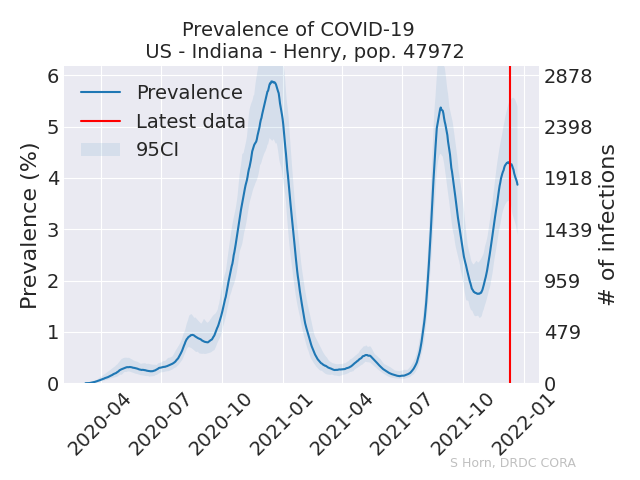 Prevalence of COVID-19
US - Indiana - Henry, pop. 47972
Prevalence
Latest data
95CI
Prevalence (%)
6
5
4
3
2
1
0
2878
2398
1918
1439
959
479
0
# of infections
2020-04
2020-07
2020-10
2021-01
2021-04
2021-07
2021-10
2022-01
S Horn, DRDC CORA